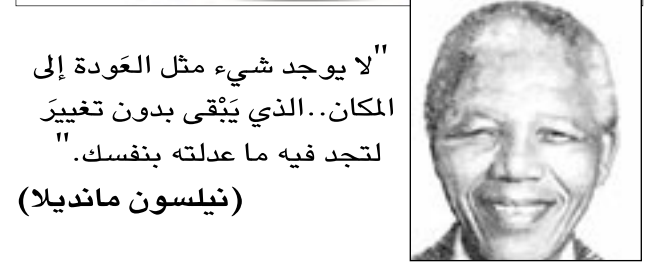 "لا يوجد شيء مثل العَودة إلى
المكان..الذي يَبْقى بدون تغييرَ
لتجد فيه ما عدلته بنفسك."
(نيلسون مانديلا)